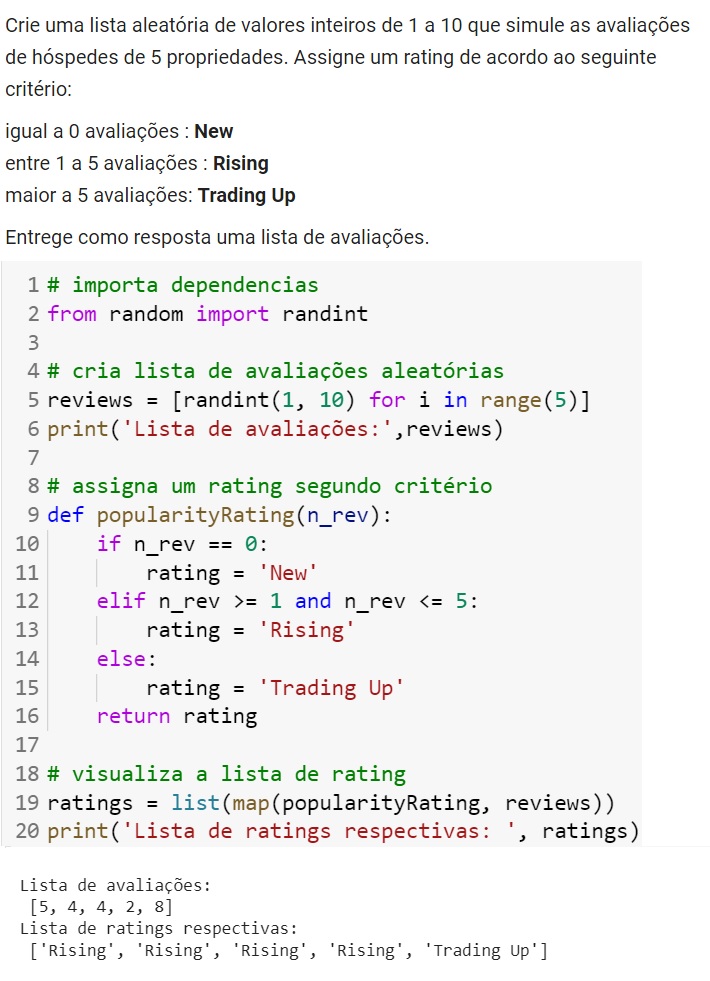 Crie uma lista aleatória de valores inteiros de 1 a 10 que simule as avaliações
de hóspedes de 5 propriedades. Assigne um rating de acordo ao seguinte
critério:
igual a 0 avaliações : New
entre 1 a 5 avaliações : Rising
maior a 5 avaliações: Trading Up
Entrege como resposta uma lista de avaliações.
1 # importa dependencias
2 from random import randint
3
4 # cria lista de avaliações aleatórias
5 reviews = [randint(1, 10) for i in range(5)]
6 print('Lista de avaliações:',reviews)
7
8 # assigna um rating segundo critério
9 def popularityRating(n_rev):
10     if n_rev == 0:
11         rating = 'New'
12     elif n_rev >= 1 and n_rev <= 5:
13         rating = 'Rising'
14     else:
15         rating = 'Trading Up'
16     return rating
17
18 # visualiza a lista de rating
19 ratings = list(map(popularityRating, reviews))
20 print('Lista de ratings respectivas: ', ratings)
Lista de avaliações:
[5, 4, 4, 2, 8]
Lista de ratings respectivas:
['Rising', 'Rising', 'Rising', 'Rising', 'Trading Up']